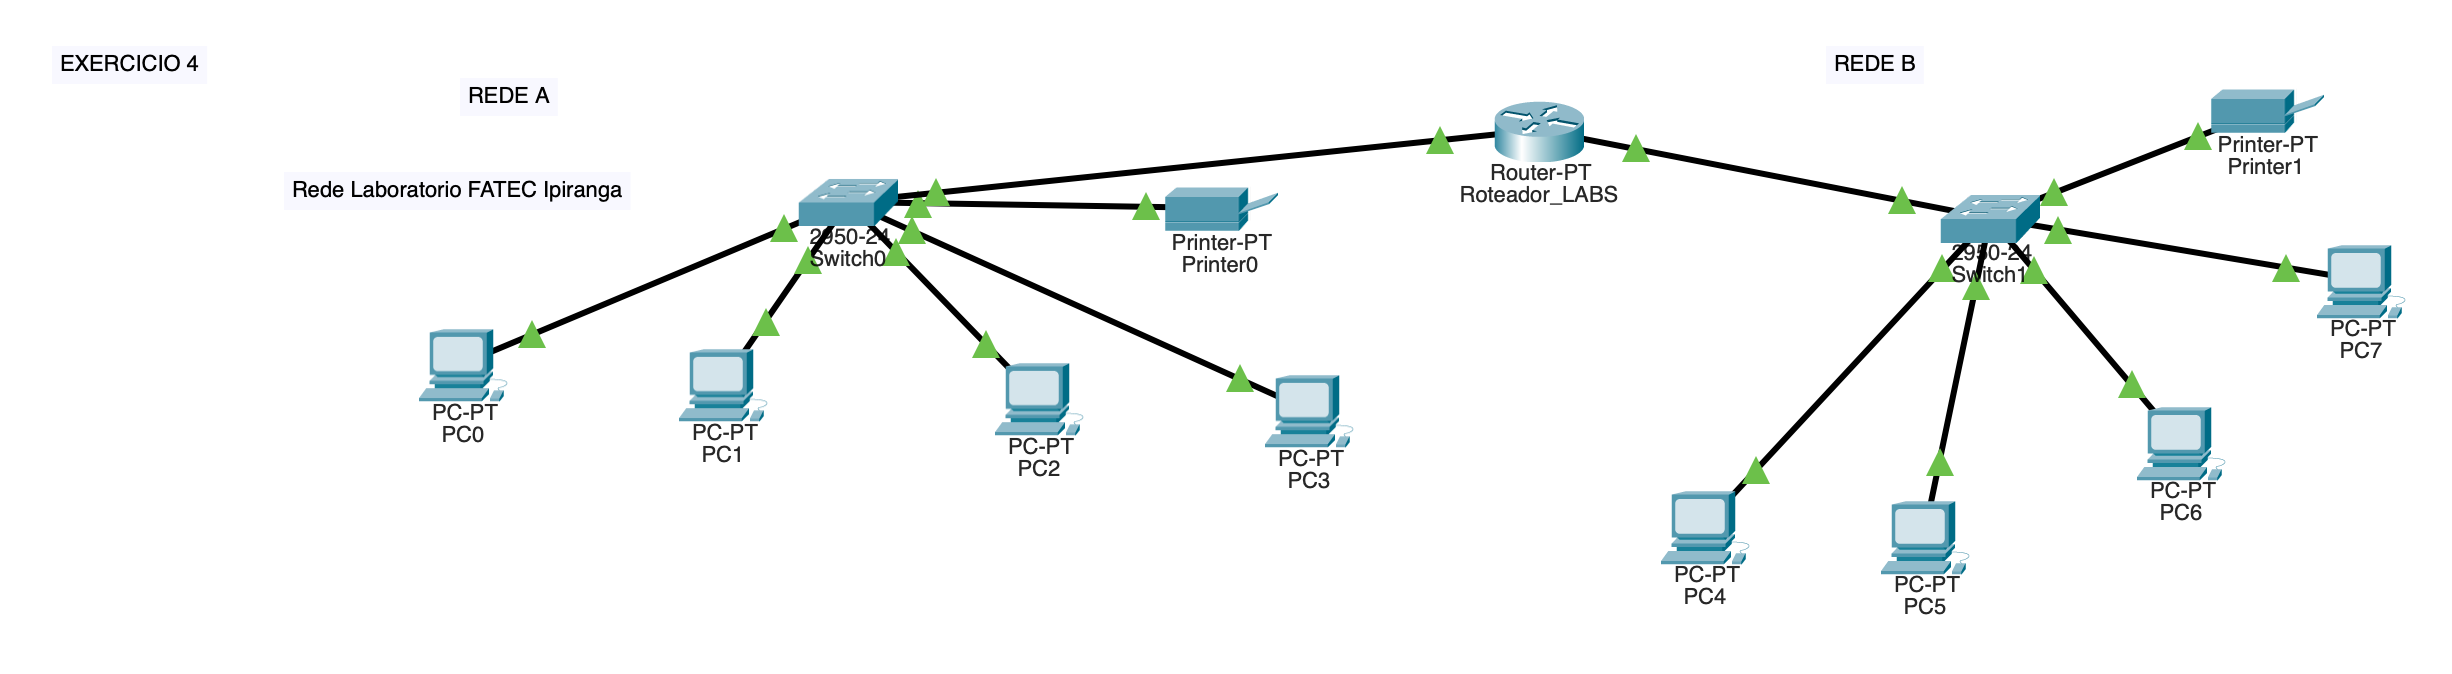 EXERCICIO 4
REDE A
REDE B
Rede Laboratorio FATEC Ipiranga
Router-PT
Roteador_LABS
Printer-PT
Printer1
2950-24
Switch0
Printer-PT
Printer0
2950-24
Switch1
PC-PT
PC7
PC-PT
PC0
PC-PT
PC1
PC-PT
PC2
PC-PT
PC3
PC-PT
PC6
PC-PT
PC4
PC-PT
PC5